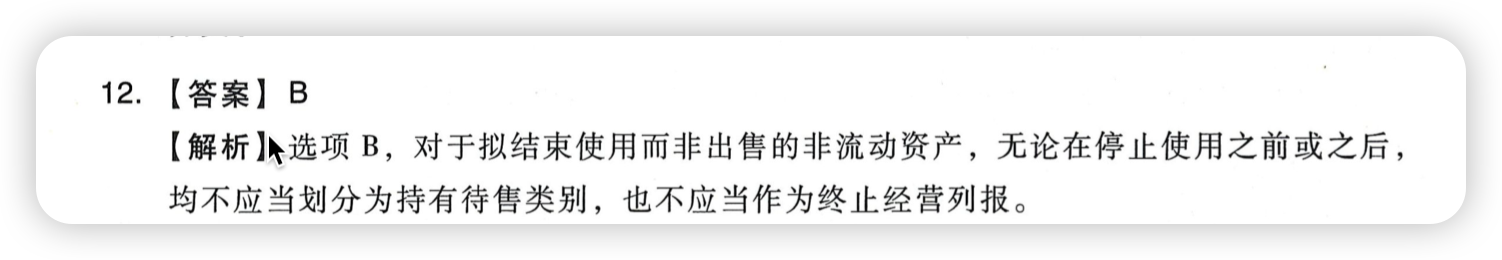 12. 【答案】 B
【解析】选项 B，对于拟结束使用而非出售的非流动资产，无论在停止使用之前或之后，
均不应当划分为持有待售类别，也不应当作为终止经营列报。